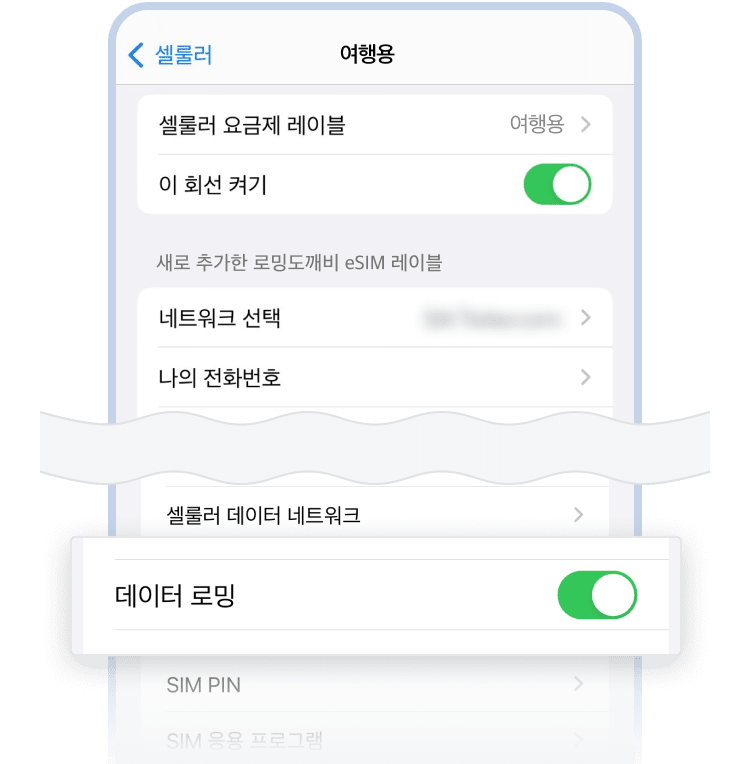 셀룰러
여행용
셀룰러 요금제 레이블 여행용
이 회선 켜기
새로 추가한 로밍도깨비 eSIM 레이블
네트워크 선택
나의 전화번호
셀룰러 데이터 네트워크
데이터 로밍
SIM PIN
SIM 응용 프로그램